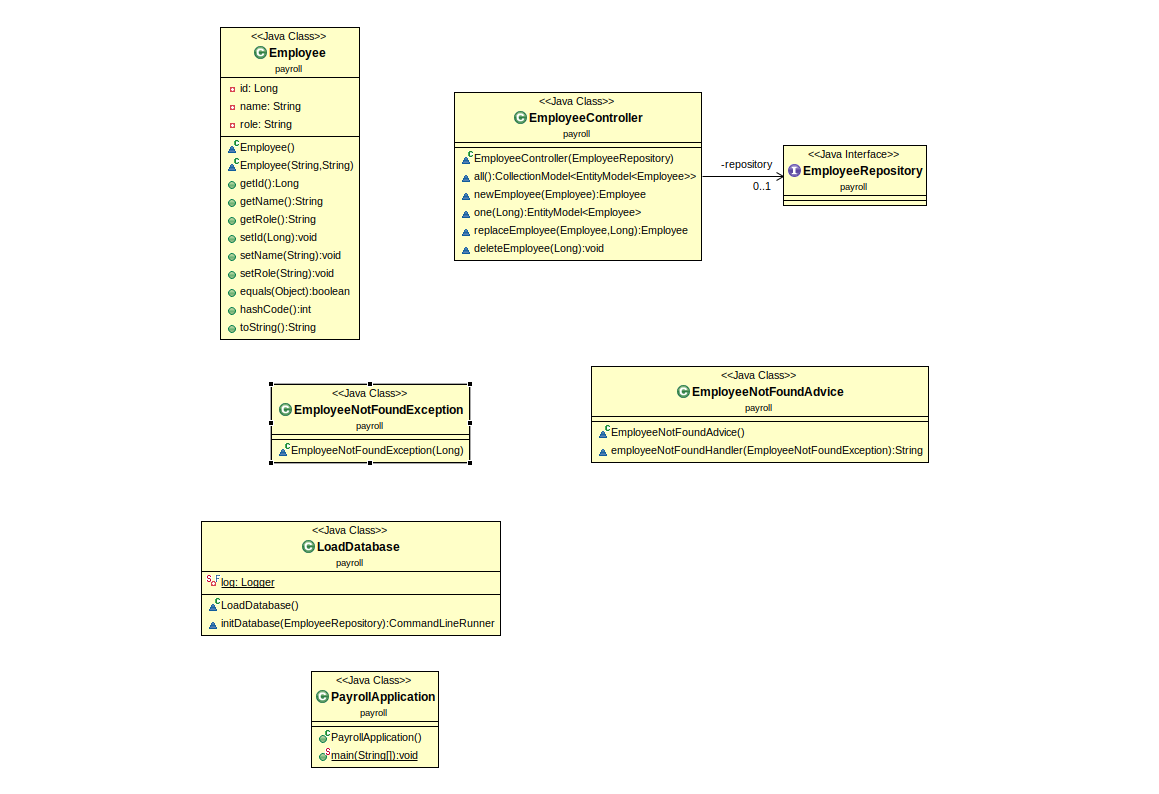 <<Java Class>>
Employee
payroll
id: Long
name: String
role: String
Employee()
Employee(String,String)
getId():Long
getName():String
getRole():String
setId(Long):void
setName(String):void
setRole(String):void
equals(Object):boolean
hashCode():int
toString():String
<<Java Class>>
EmployeeController
payroll
EmployeeController(EmployeeRepository)
all():CollectionModel<EntityModel<Employee>>
newEmployee(Employee):Employee
one(Long):EntityModel<Employee>
replaceEmployee(Employee,Long):Employee
deleteEmployee(Long):void
-repository
0..1
<<Java Interface>>
EmployeeRepository
payroll
<<Java Class>>
EmployeeNotFoundException
payroll
EmployeeNotFoundException(Long)
<<Java Class>>
EmployeeNotFoundAdvice
payroll
EmployeeNotFoundAdvice()
employeeNotFoundHandler(EmployeeNotFoundException):String
<<Java Class>>
LoadDatabase
payroll
log: Logger
LoadDatabase()
initDatabase(EmployeeRepository):CommandLineRunner
<<Java Class>>
PayrollApplication
payroll
PayrollApplication()
main(String[]):void